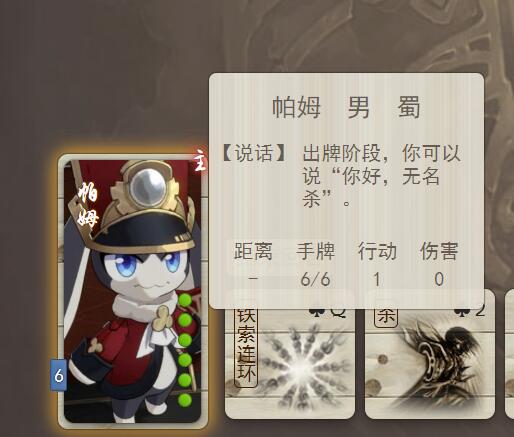 帕姆 男 蜀
【说话】 出牌阶段，你可以
说“你好，无名
杀”。
距离 手牌 行动 伤害
- 6/6 1 0
主
帕姆
6
铁索连环
♠Q
杀
♠2